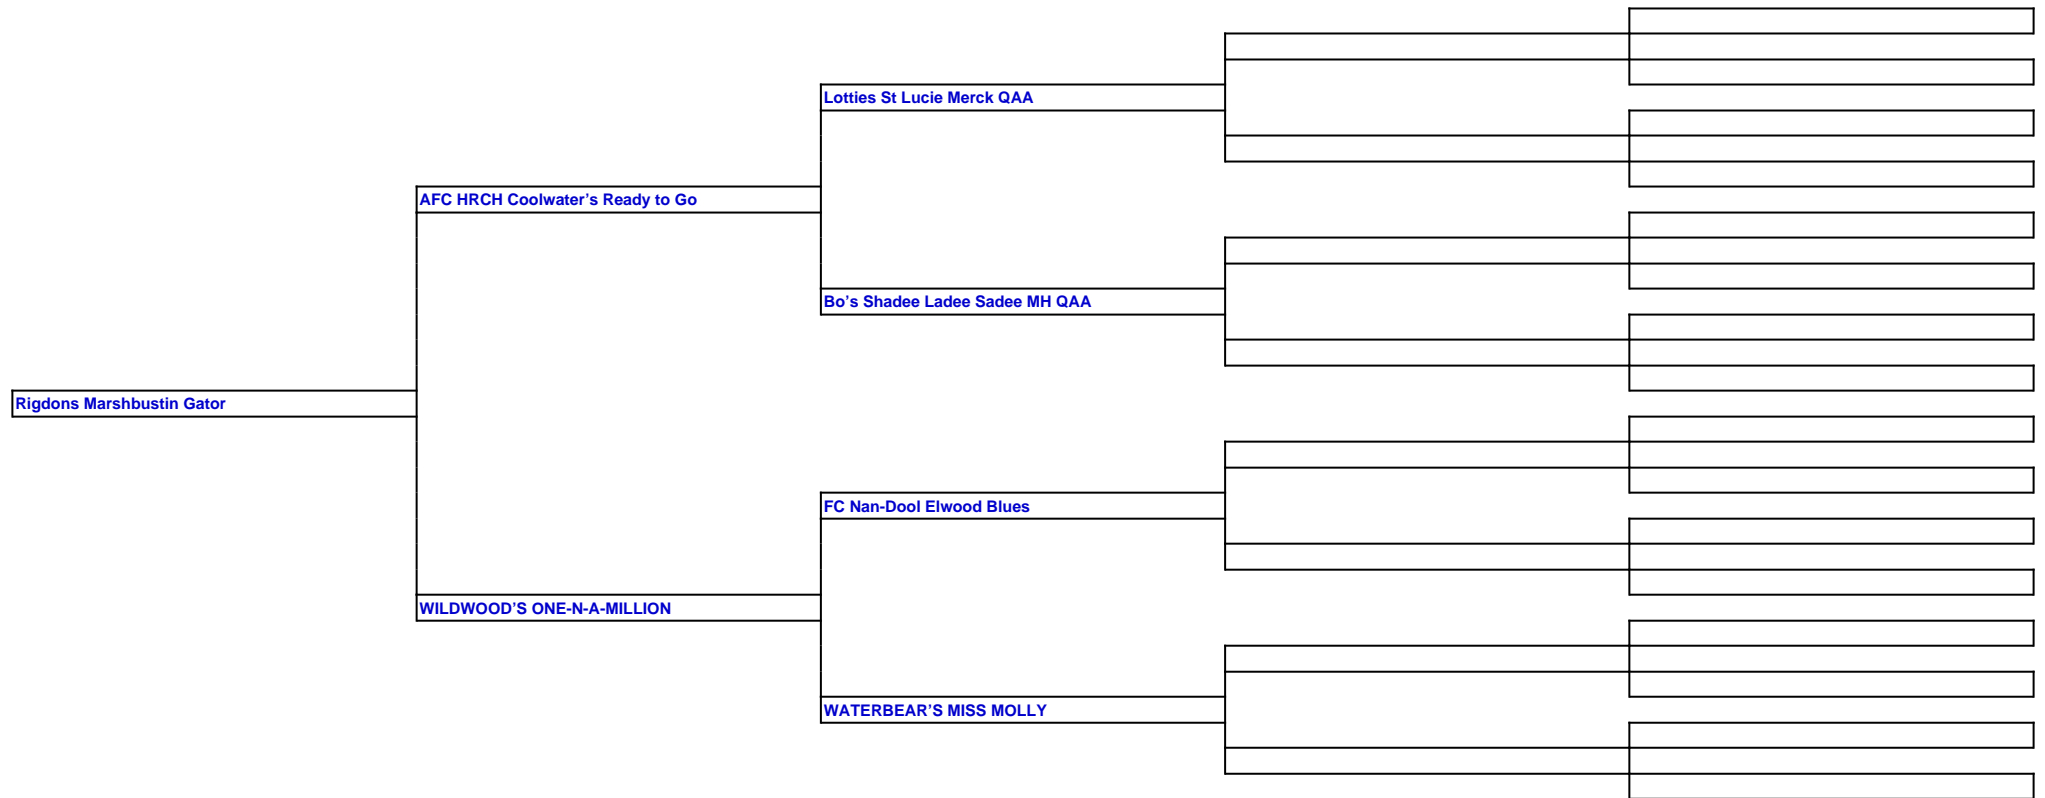 Lotties St Lucie Merck QAA
AFC HRCH Coolwater’s Ready to Go
Bo’s Shadee Ladee Sadee MH QAA
Rigdons Marshbustin Gator
FC Nan-Dool Elwood Blues
WILDWOOD’S ONE-N-A-MILLION
WATERBEAR’S MISS MOLLY